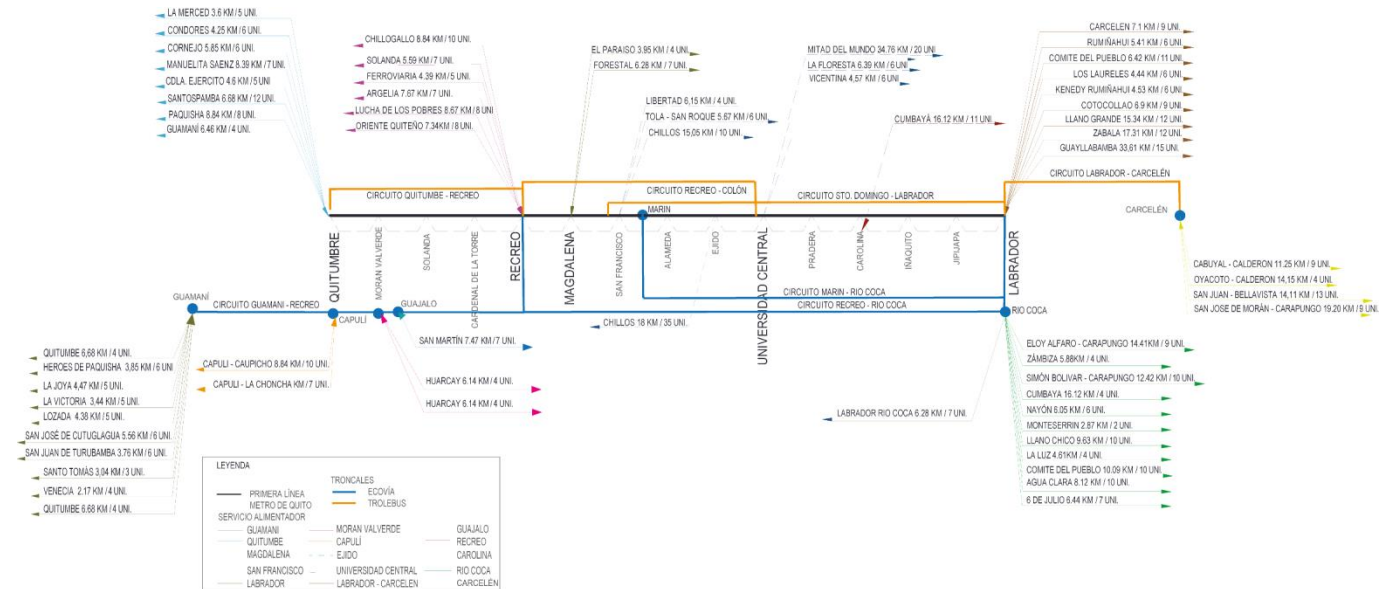 LA MERCED 3.6 KM / 5 UNI.
CONDORES 4.25 KM / 6 UNI.
CORNEJO 5.85 KM / 6 UNI.
MANUELITA SAENZ 8.39 KM / 7 UNI.
CDLA. EJERCITO 4.6 KM / 5 UNI
SANTOSPAMBA 6.68 KM / 12 UNI.
PAQUISHA 8.84 KM / 8 UNI.
GUAMANÍ 6.46 KM / 4 UNI.
CHILLOGALLO 8.84 KM / 10 UNI.
SOLANDA 5.59 KM / 7 UNI.
FERROVIARIA 4.39 KM / 5 UNI.
ARGELIA 7.67 KM / 7 UNI.
LUCHA DE LOS POBRES 8.67 KM / 8 UNI
ORIENTE QUITEÑO 7.34KM / 8 UNI.
EL PARAISO 3.95 KM / 4 UNI.
FORESTAL 6.28 KM / 7 UNI.
LIBERTAD 6,15 KM / 4 UNI.
TOLA - SAN ROQUE 5.67 KM / 6 UNI.
CHILLOS 15,05 KM / 10 UNI.
MITAD DEL MUNDO 34.76 KM / 20 UNI
LA FLORESTA 6.39 KM / 6 UNI
VICENTINA 4,57 KM / 6 UNI.
CUMBAYÁ 16.12 KM / 11 UNI.
CARCELEN 7.1 KM / 9 UNI.
RUMIÑAHUI 5.41 KM / 6 UNI.
COMITE DEL PUEBLO 6.42 KM / 11 UNI.
LOS LAURELES 4.44 KM / 6 UNI.
KENEDY RUMIÑAHUI 4.53 KM / 6 UNI.
COTOCOLLAO 6.9 KM / 9 UNI.
LLANO GRANDE 15.34 KM / 12 UNI.
ZABALA 17.31 KM / 12 UNI.
GUAYLLABAMBA 33,61 KM / 15 UNI.
CIRCUITO QUITUMBE - RECREO
CIRCUITO RECREO - COLÓN
CIRCUITO STO. DOMINGO - LABRADOR
CIRCUITO LABRADOR - CARCELÉN
MARIN
CARCELÉN
QUITUMBRE
MORAN VALVERDE
SOLANDA
CARDENAL DE LA TORRE
RECREO
MAGDALENA
SAN FRANCISCO
ALAMEDA
EJIDO
UNIVERSIDAD CENTRAL
PRADERA
CAROLINA
IÑAQUITO
JIPUAPA
LABRADOR
CABUYAL - CALDERON 11.25 KM / 9 UNI.
OYACOTO - CALDERON 14,15 KM / 4 UNI.
SAN JUAN - BELLAVISTA 14,11 KM / 13 UNI.
SAN JOSE DE MORÁN - CARAPUNGO 19.20 KM / 9 UNI.
GUAMANÍ
CIRCUITO GUAMANI - RECREO
CAPULÍ
GUAJALO
CIRCUITO MARIN - RIO COCA
CIRCUITO RECREO - RIO COCA
RIO COCA
CHILLOS 18 KM / 35 UNI.
SAN MARTÍN 7.47 KM / 7 UNI.
QUITUMBE 6,68 KM / 4 UNI.
HEROES DE PAQUISHA 3,85 KM / 6 UNI
LA JOYA 4,47 KM / 5 UNI.
LA VICTORIA 3,44 KM / 5 UNI.
LOZADA 4.38 KM / 5 UNI.
SAN JOSÉ DE CUTUGLAGUA 5.56 KM / 6 UNI.
SAN JUAN DE TURUBAMBA 3.76 KM / 6 UNI.
SANTO TOMÁS 3,04 KM / 3 UNI.
VENECIA 2.17 KM / 4 UNI.
QUITUMBE 6.68 KM / 4 UNI.
CAPULI - CAUPICHO 8.84 KM / 10 UNI.
CAPULI - LA CHONCHA KM / 7 UNI.
HUARCAY 6.14 KM / 4 UNI.
HUARCAY 6.14 KM / 4 UNI.
LABRADOR RIO COCA 6.28 KM / 7 UNI.
ELOY ALFARO - CARAPUNGO 14.41KM / 9 UNI.
ZÁMBIZA 5.88KM / 4 UNI.
SIMÓN BOLIVAR - CARAPUNGO 12.42 KM / 10 UNI.
CUMBAYA 16.12 KM / 4 UNI.
NAYÓN 6.05 KM / 6 UNI.
MONTESERRIN 2.87 KM / 2 UNI.
LLANO CHICO 9.63 KM / 10 UNI.
LA LUZ 4.61KM / 4 UNI.
COMITE DEL PUEBLO 10.09 KM / 10 UNI.
AGUA CLARA 8.12 KM / 10 UNI.
6 DE JULIO 6.44 KM / 7 UNI.
LEYENDA
PRIMERA LÍNEA
METRO DE QUITO
TRONCALES
ECOVÍA
TROLEBUS
SERVICIO ALIMENTADOR
GUAMANI
MORAN VALVERDE
GUAJALO
QUITUMBE
CAPULÍ
RECREO
MAGDALENA
EJIDO
CAROLINA
SAN FRANCISCO
UNIVERSIDAD CENTRAL
RIO COCA
LABRADOR
LABRADOR - CARCELEN
CARCELÉN